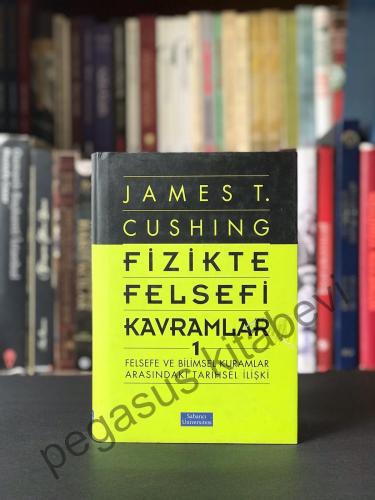 JAMES T.
CUSHING
FİZİKTE
FELSEFİ
KAVRAMLAR
1
FELSEFE VE BİLİMSEL KURAMLAR
ARASINDAKİ TARİHSEL İLİŞKİ
Sabancı
Üniversitesi
pegasus kitabevi